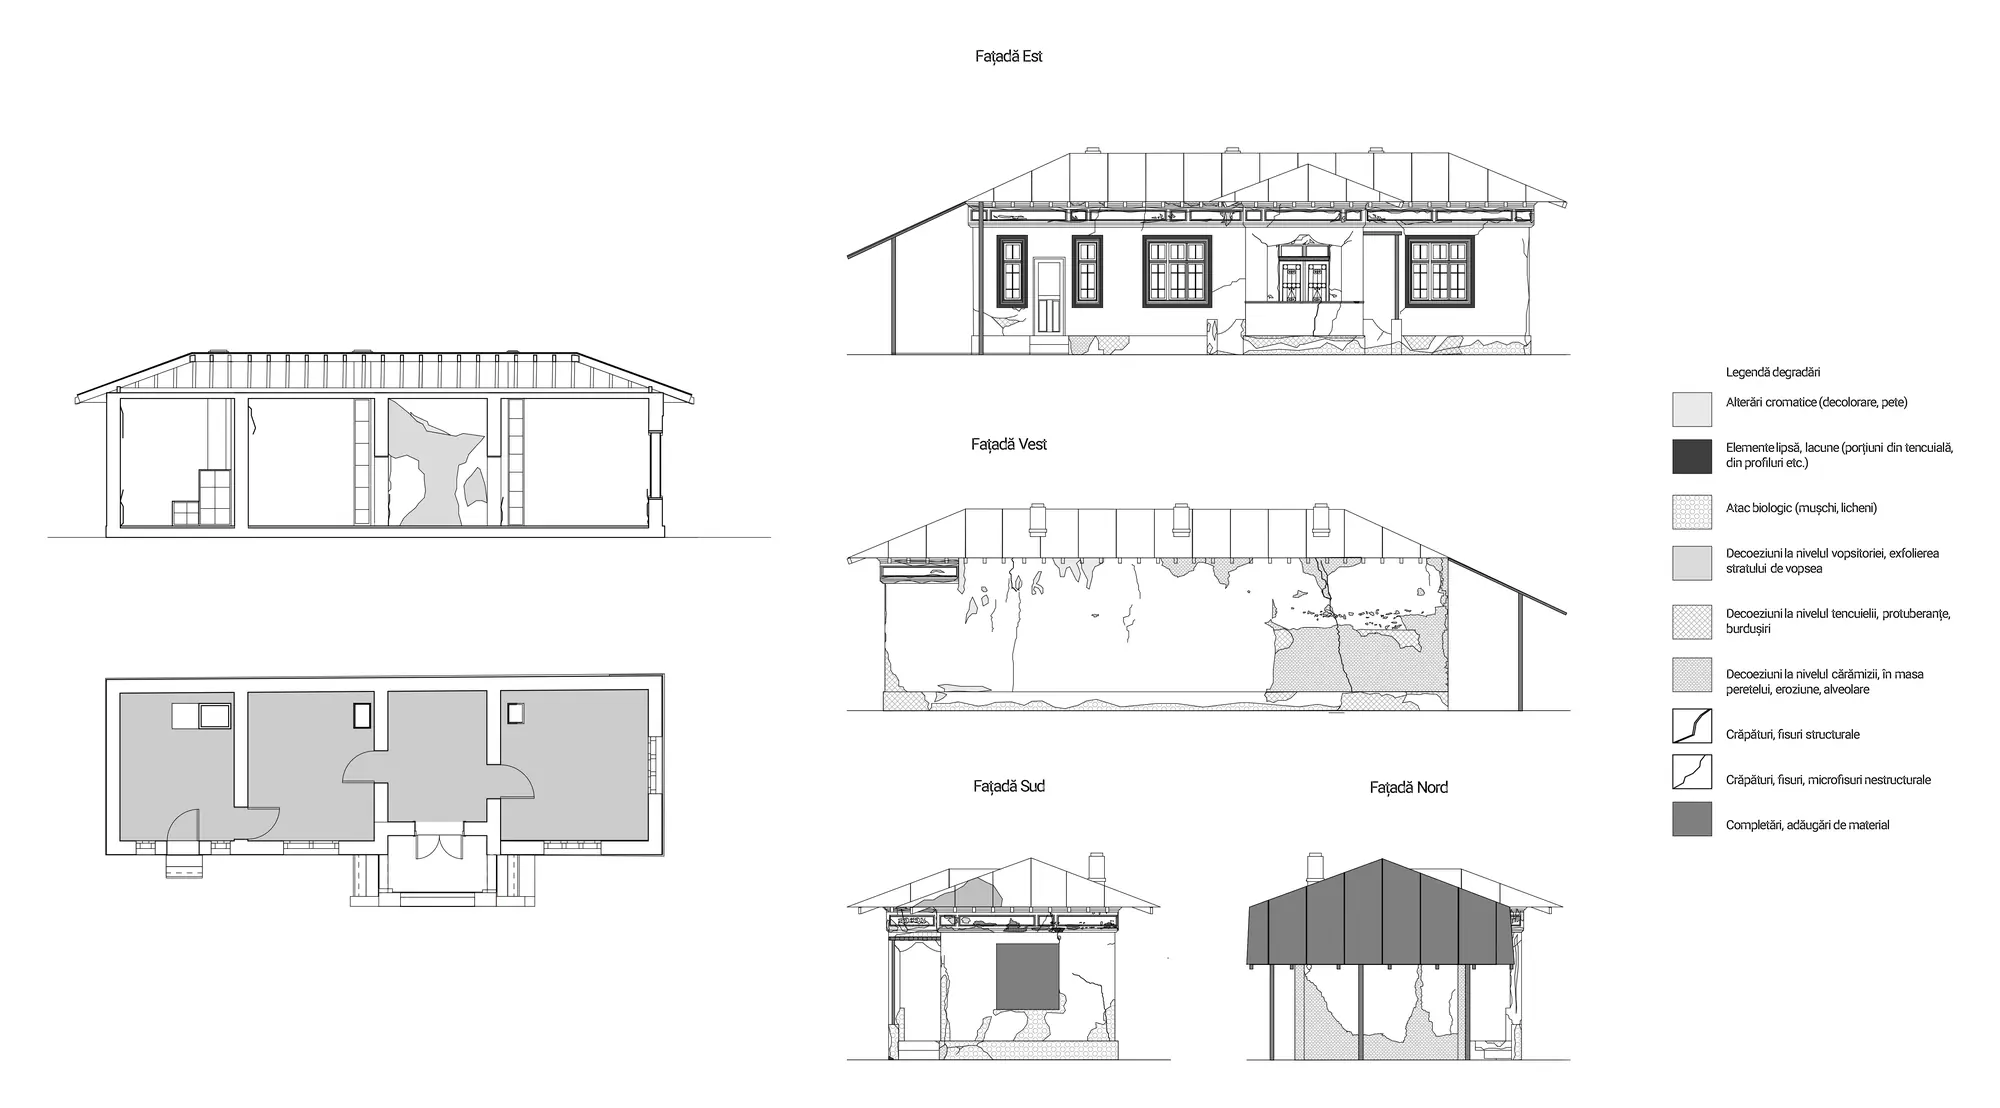 Fațadă Est
Fațadă Vest
Fațadă Sud
Fațadă Nord
Legendă degradări
Alterări cromatice (decolorare, pete)
Elemente lipsă, lacune (porțiuni din tencuială,
din profiluri etc.)
Atac biologic (mușchi, licheni)
Decoeziuni la nivelul vopsitoriei, exfolierea
stratului de vopsea
Decoeziuni la nivelul tencuielii, protuberanțe,
burdușiri
Decoeziuni la nivelul cărămizii, în masa
peretelui, eroziune, alveolare
Crăpături, fisuri structurale
Crăpături, fisuri, microfisuri nestructurale
Completări, adăugări de material